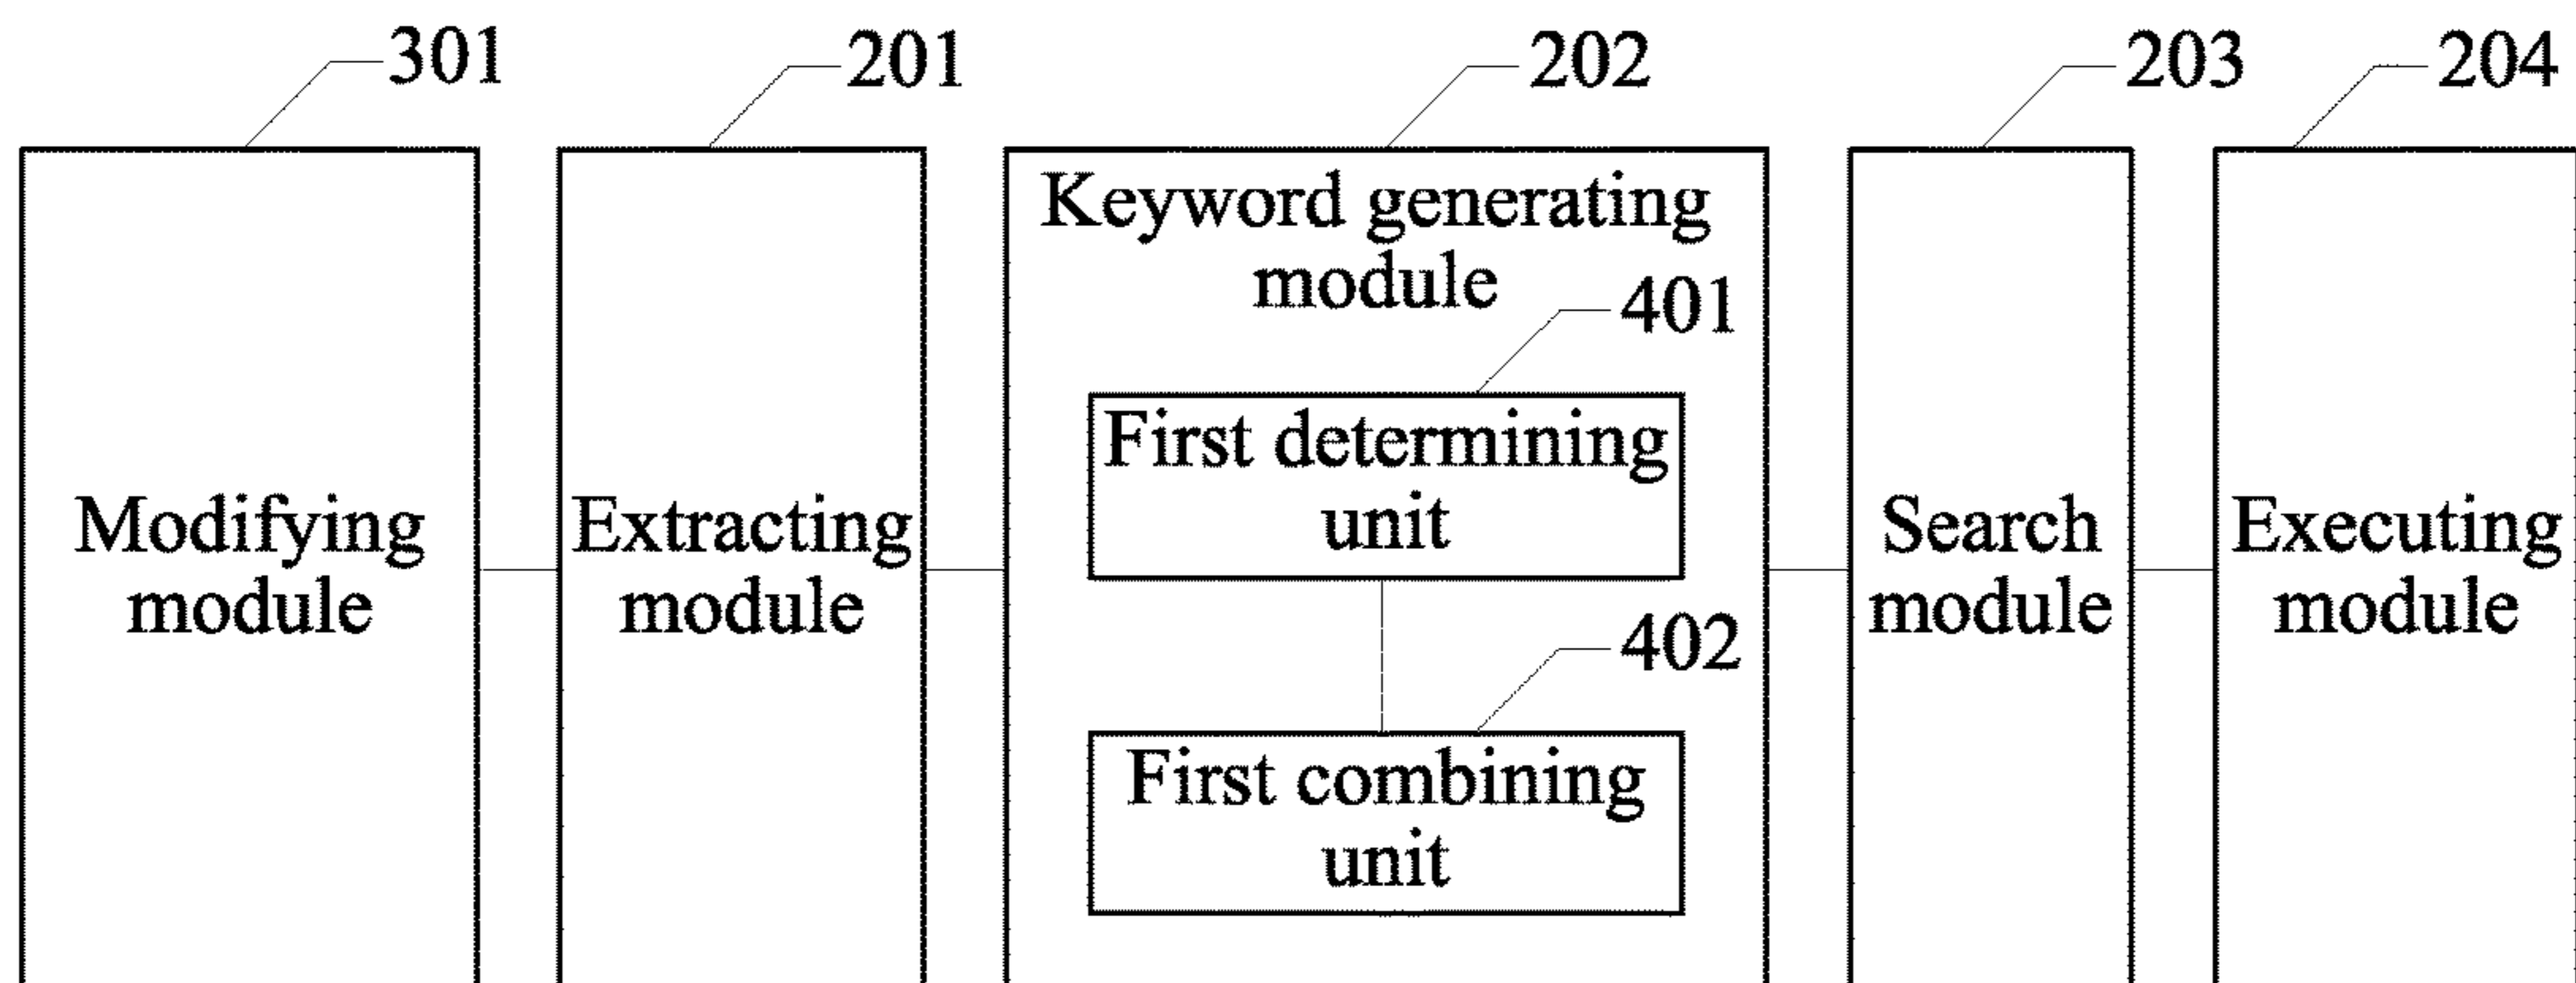 301
201
202
203
204
Modifying
module
Extracting
module
Keyword generating
module
401
First determining
unit
402
First combining
unit
Search
module
Executing
module